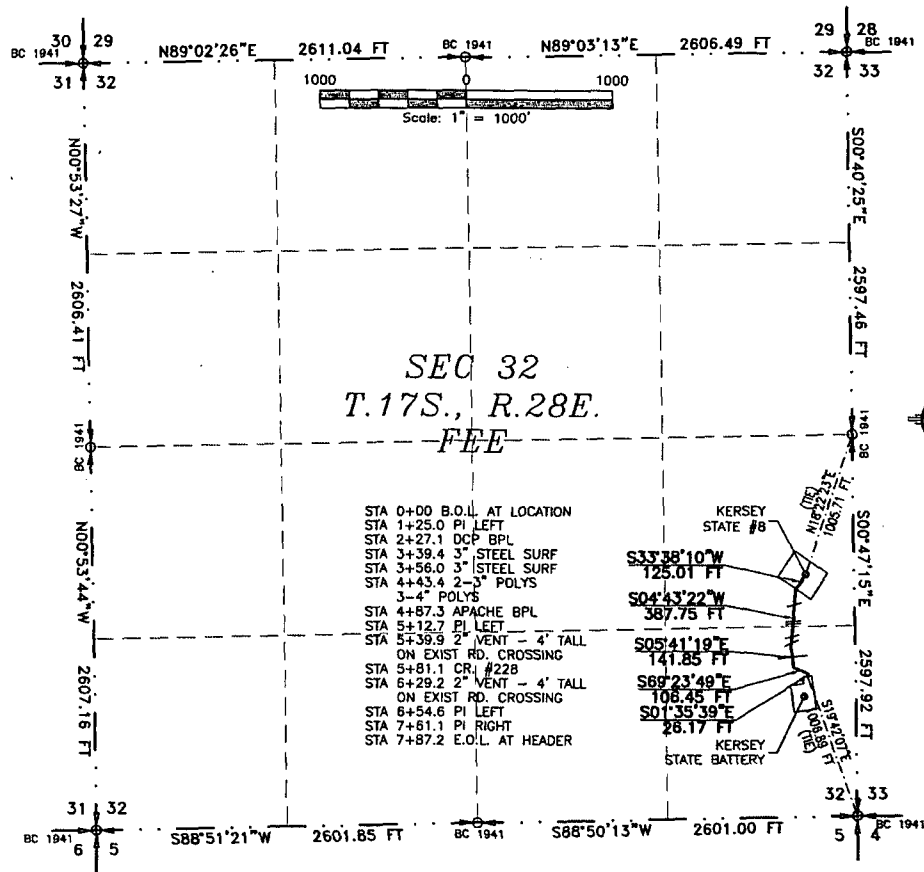 30 29
BC 1941
31 32
N89°02'26"E 2611.04 FT
BC 1941
N89°03'13"E 2606.49 FT
29 28
BC 1941
32 33
1000 0 1000
Scale: 1" = 1000'
N00°53'27"W
2606.41 FT
S00°40'25"E
2597.46 FT
SEC 32
T.17S., R.28E.
FEE
BC 1941
BC 1941
N00°53'44"W
2607.16 FT
S00°47'15"E
2597.92 FT
STA 0+00 B.O.L. AT LOCATION
STA 1+25.0 PI LEFT
STA 2+27.1 DCP BPL
STA 3+39.4 3" STEEL SURF
STA 3+56.0 3" STEEL SURF
STA 4+43.4 2-3" POLYS
3-4" POLYS
STA 4+87.3 APACHE BPL
STA 5+12.7 PI LEFT
STA 5+39.9 2" VENT - 4' TALL
ON EXIST RD. CROSSING
STA 5+81.1 CR. #228
STA 6+29.2 2" VENT - 4' TALL
ON EXIST RD. CROSSING
STA 6+54.6 PI LEFT
STA 7+61.1 PI RIGHT
STA 7+87.2 E.O.L. AT HEADER
KERSEY
STATE #8
(TIE)
N18°22'23"E
1005.71 FT
S33°38'10"W
125.01 FT
S04°43'22"W
387.75 FT
S05°41'19"E
141.85 FT
S69°23'49"E
106.45 FT
S01°35'39"E
26.17 FT
KERSEY
STATE BATTERY
S19°42'07"E
1006.89 FT
(TIE)
31 32
BC 1941
6 5
S88°51'21"W 2601.85 FT
BC 1941
S88°50'13"W 2601.00 FT
32 33
BC 1941
5 4